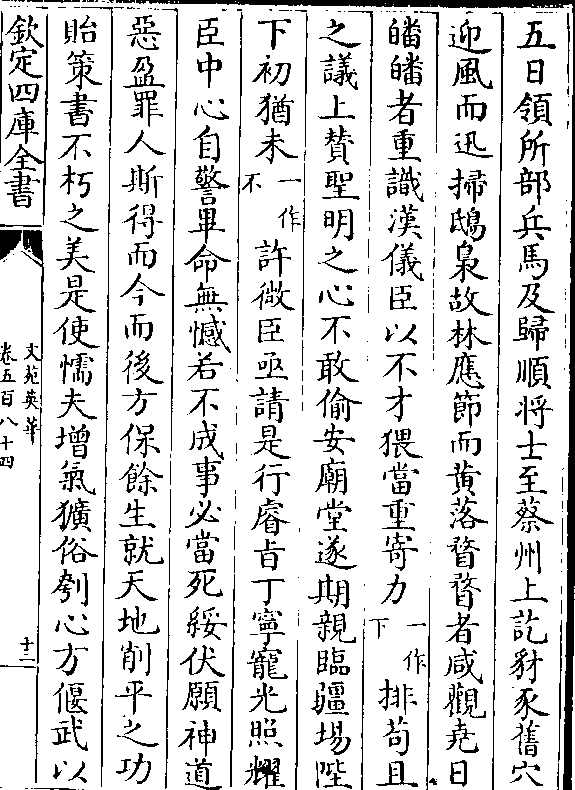 五日領所部兵馬及歸順将士至蔡州上訖豺豕舊穴
迎風而迅掃鴟梟故林應節而黄落瞀瞀者咸觀堯日
皤皤者重識漢儀臣以不才猥當重寄力一作下排苟且
之議上賛聖明之心不敢偷安廟堂遂期親臨疆場陛
下初猶未一作不許微臣亟請是行睿㫖丁寧寵光照耀
臣中心自警畢命無憾若不成事必當死綏伏願神道
惡盈罪人斯得而今而後方保餘生就天地削平之功
貽策書不朽之美是使懦夫增氣獷俗刳心方偃武以
欽定四庫全書
文苑英華
卷五百八十四
十二